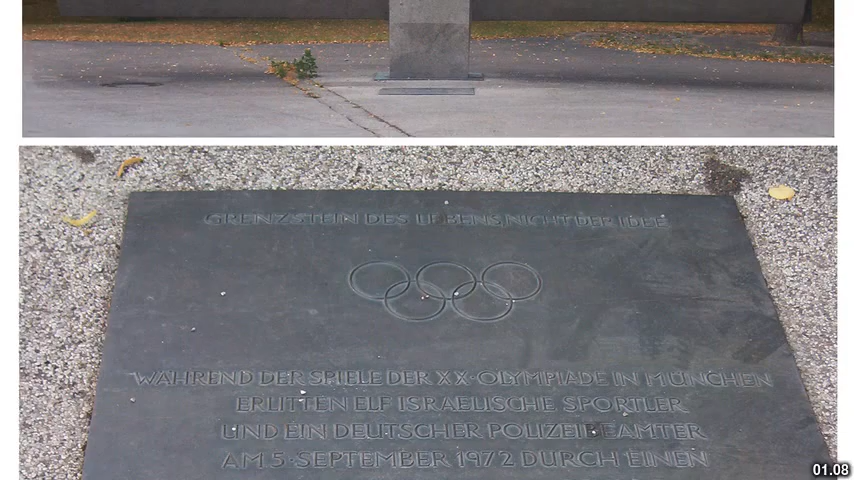 GRENZSTEIN DES LEBENS, NICHT DER IDEE
WÄHREND DER SPIELE DER XX·OLYMPIADE IN MÜNCHEN
ERLITTEN ELF ISRAELISCHE SPORTLER
UND EIN DEUTSCHER POLIZEIBEAMTER
AM 5·SEPTEMBER 1972 DURCH EINEN
01.08